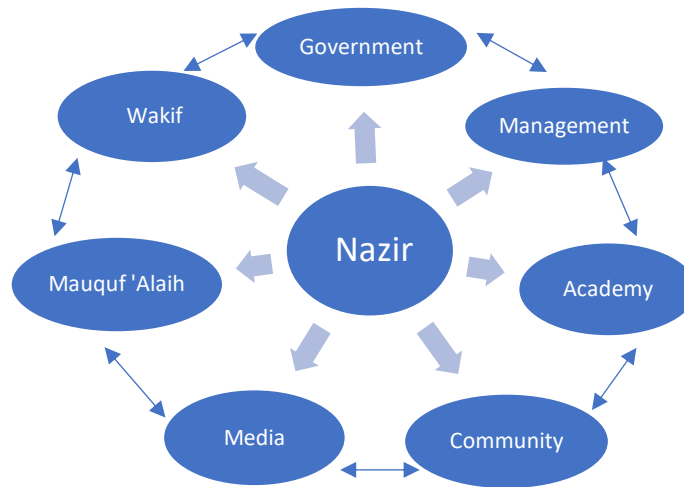 Government
Wakif
Management
Nazir
Mauquf 'Alaih
Academy
Media
Community